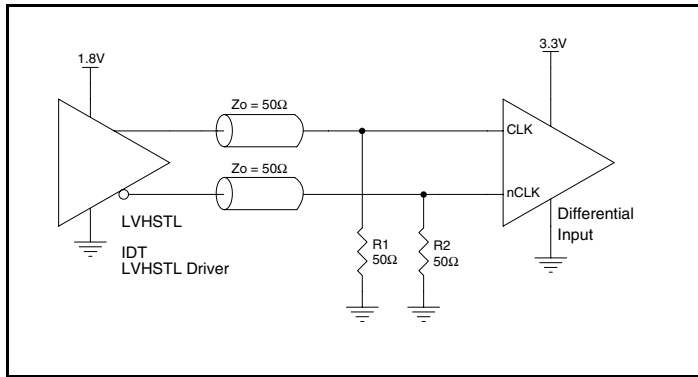 1.8V
3.3V
Zo = 50Ω
CLK
Zo = 50Ω
nCLK
LVHSTL
IDT
LVHSTL Driver
R1
50Ω
R2
50Ω
Differential
Input